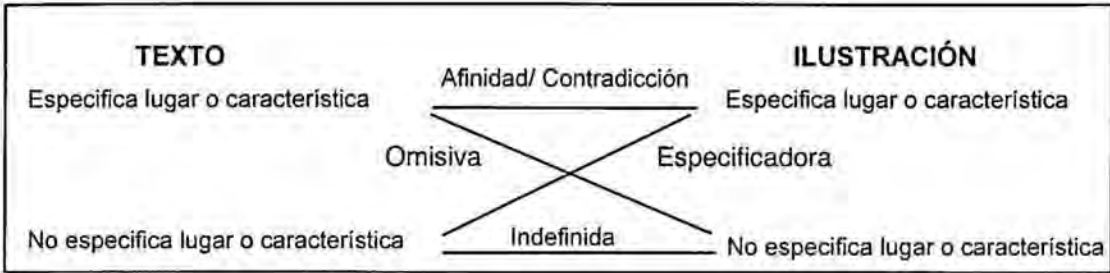 TEXTO
ILUSTRACIÓN
Afinidad/ Contradicción
Especifica lugar o característica
Especifica lugar o característica
Omisiva
Especificadora
No especifica lugar o característica
Indefinida
No especifica lugar o característica